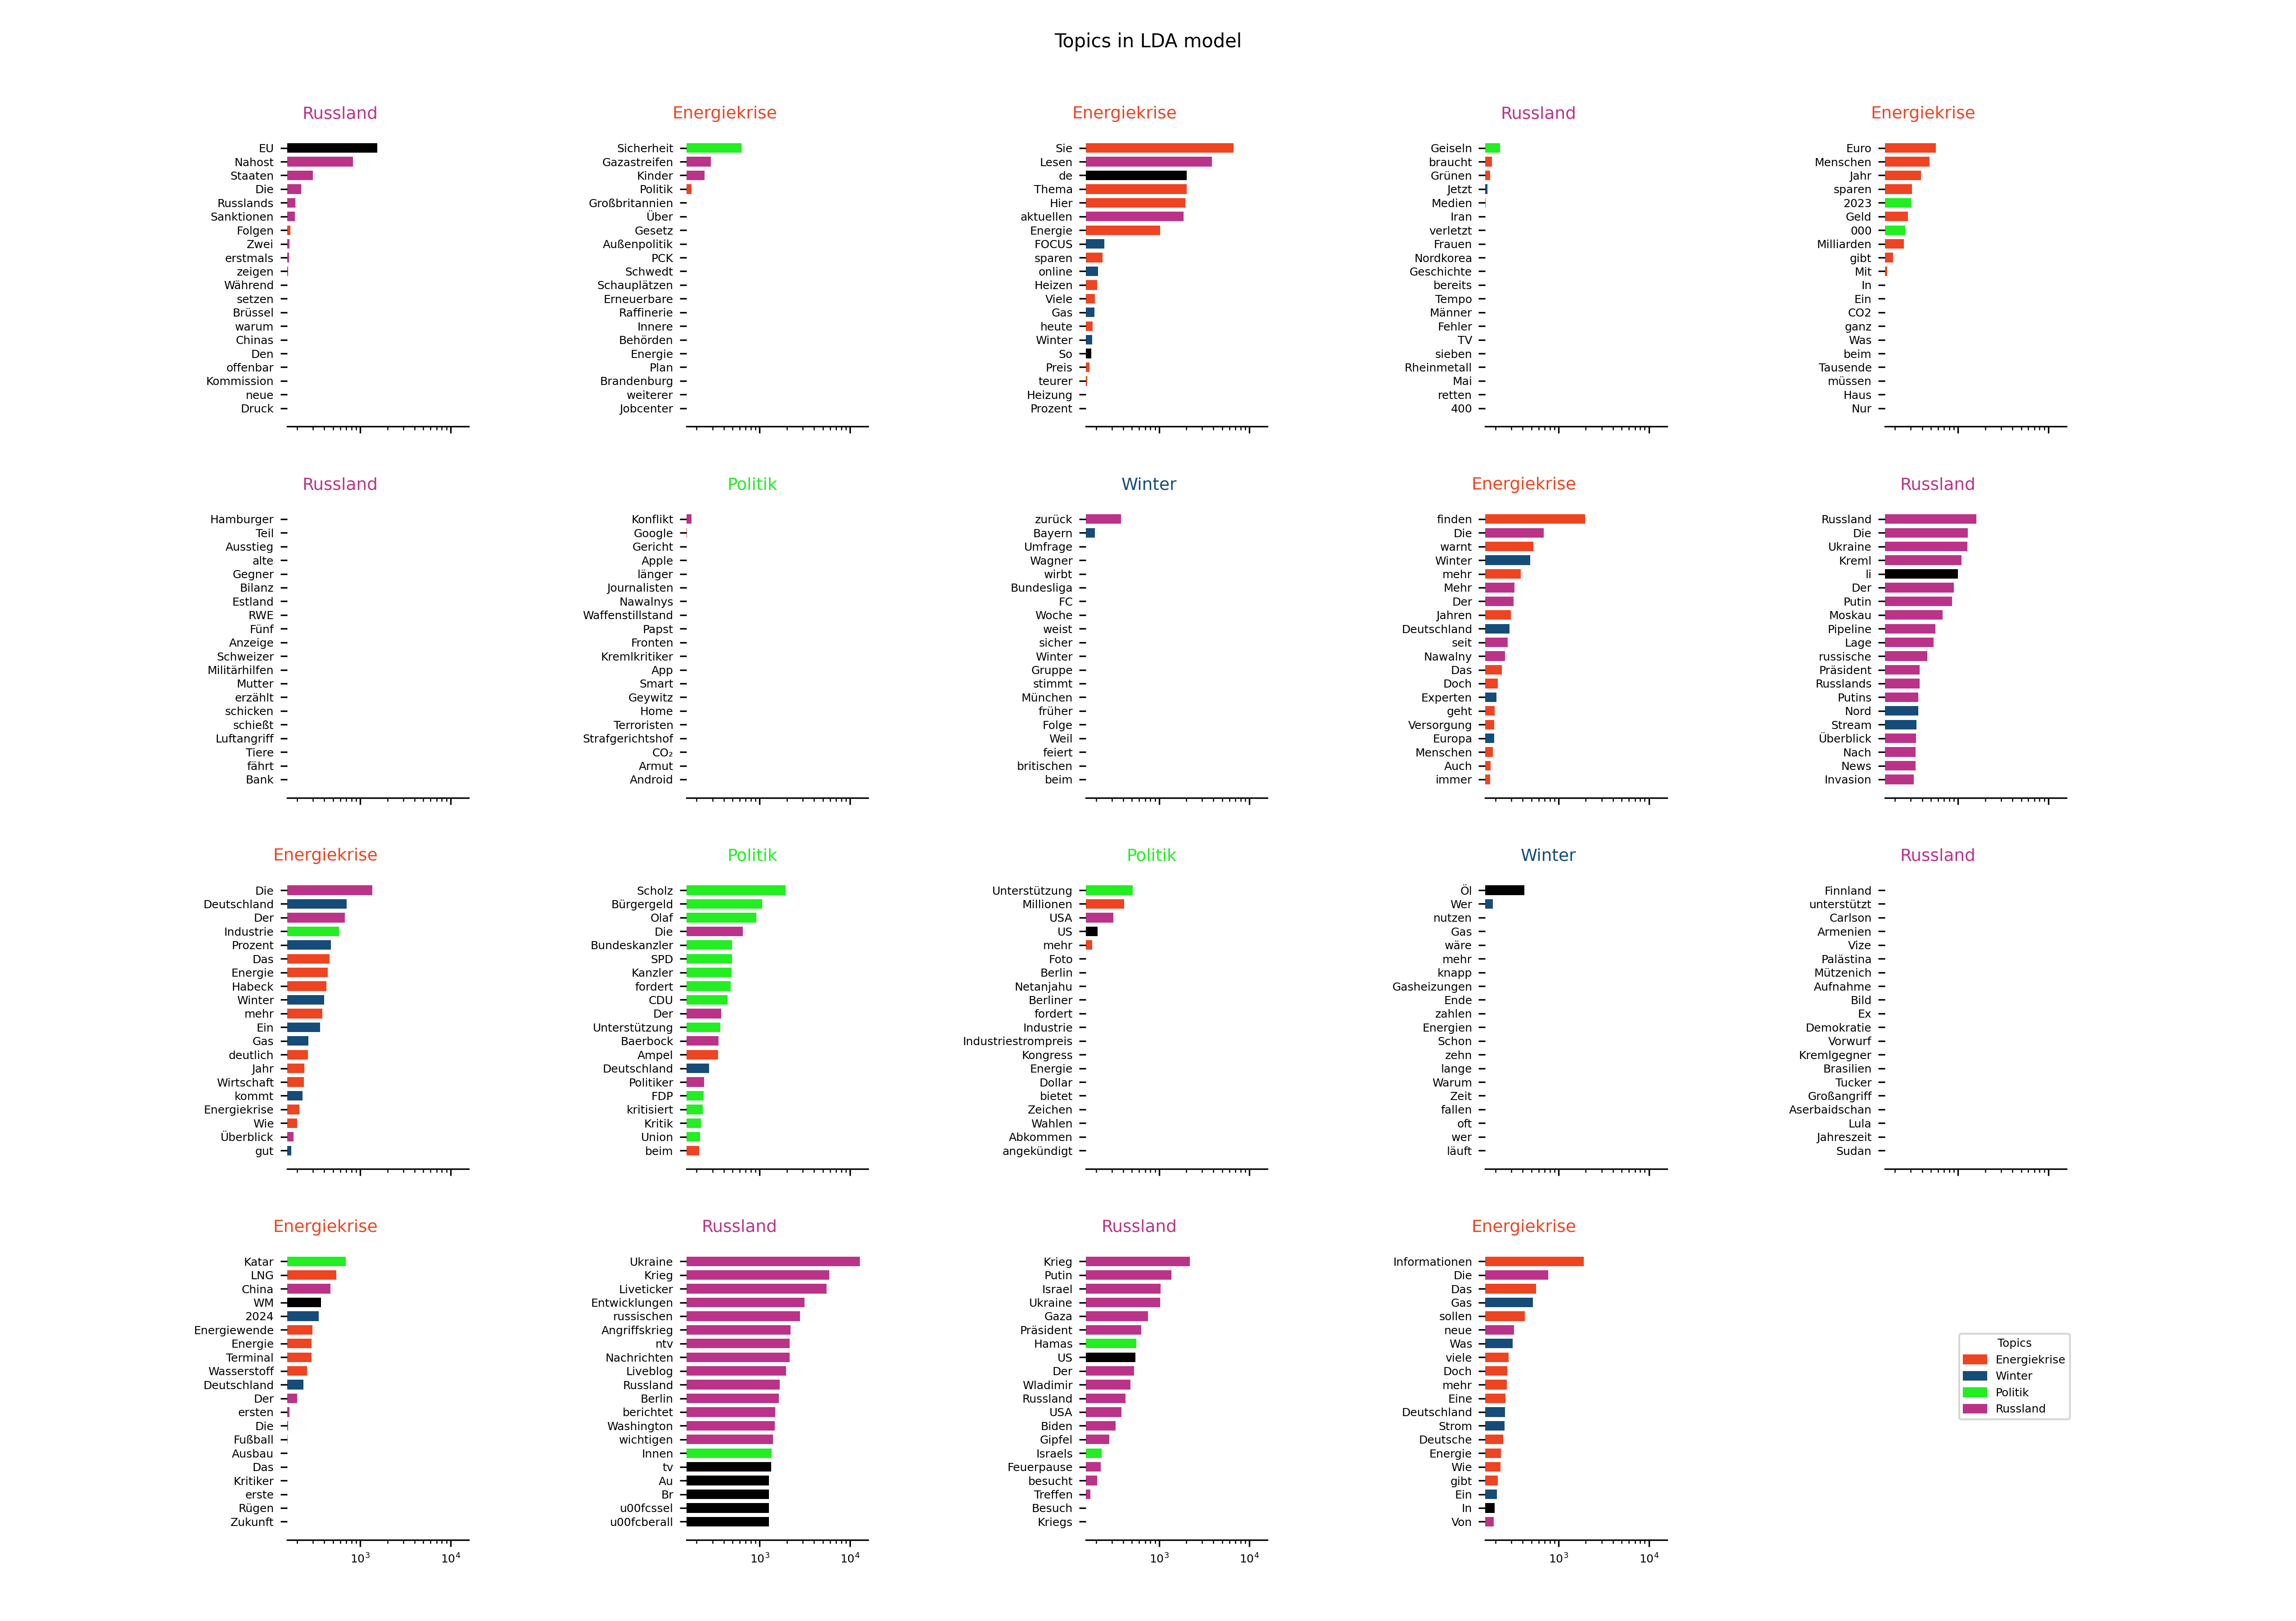 Topics in LDA model
Russland
EU
Nahost
Staaten
Die
Russlands
Sanktionen
Folgen
Zwei
erstmals
zeigen
Während
setzen
Brüssel
warum
Chinas
Den
offenbar
Kommission
neue
Druck
Energiekrise
Sicherheit
Gazastreifen
Kinder
Politik
Großbritannien
Über
Gesetz
Außenpolitik
PCK
Schwedt
Schauplätzen
Erneuerbare
Raffinerie
Innere
Behörden
Energie
Plan
Brandenburg
weiterer
Jobcenter
Energiekrise
Sie
Lesen
de
Thema
Hier
aktuellen
Energie
FOCUS
sparen
online
Heizen
Viele
Gas
heute
Winter
So
Preis
teurer
Heizung
Prozent
Russland
Geiseln
braucht
Grünen
Jetzt
Medien
Iran
verletzt
Frauen
Nordkorea
Geschichte
bereits
Tempo
Männer
Fehler
TV
sieben
Rheinmetall
Mai
retten
400
Energiekrise
Euro
Menschen
Jahr
sparen
2023
Geld
000
Milliarden
gibt
Mit
In
Ein
CO2
ganz
Was
beim
Tausende
müssen
Haus
Nur
Russland
Hamburger
Teil
Ausstieg
alte
Gegner
Bilanz
Estland
RWE
Fünf
Anzeige
Schweizer
Militärhilfen
Mutter
erzählt
schicken
schießt
Luftangriff
Tiere
fährt
Bank
Politik
Konflikt
Google
Gericht
Apple
länger
Journalisten
Nawalnys
Waffenstillstand
Papst
Fronten
Kremlkritiker
App
Smart
Geywitz
Home
Terroristen
Strafgerichtshof
CO₂
Armut
Android
Winter
zurück
Bayern
Umfrage
Wagner
wirbt
Bundesliga
FC
Woche
weist
sicher
Winter
Gruppe
stimmt
München
früher
Folge
Weil
feiert
britischen
beim
Energiekrise
finden
Die
warnt
Winter
mehr
Mehr
Der
Jahren
Deutschland
seit
Nawalny
Das
Doch
Experten
geht
Versorgung
Europa
Menschen
Auch
immer
Russland
Russland
Die
Ukraine
Kreml
li
Der
Putin
Moskau
Pipeline
Lage
russische
Präsident
Russlands
Putins
Nord
Stream
Überblick
Nach
News
Invasion
Energiekrise
Die
Deutschland
Der
Industrie
Prozent
Das
Energie
Habeck
Winter
mehr
Ein
Gas
deutlich
Jahr
Wirtschaft
kommt
Energiekrise
Wie
Überblick
gut
Politik
Scholz
Bürgergeld
Olaf
Die
Bundeskanzler
SPD
Kanzler
fordert
CDU
Der
Unterstützung
Baerbock
Ampel
Deutschland
Politiker
FDP
kritisiert
Kritik
Union
beim
Politik
Unterstützung
Millionen
USA
US
mehr
Foto
Berlin
Netanjahu
Berliner
fordert
Industrie
Industriestrompreis
Kongress
Energie
Dollar
bietet
Zeichen
Wahlen
Abkommen
angekündigt
Winter
Öl
Wer
nutzen
Gas
wäre
mehr
knapp
Gasheizungen
Ende
zahlen
Energien
Schon
zehn
lange
Warum
Zeit
fallen
oft
wer
läuft
Russland
Finnland
unterstützt
Carlson
Armenien
Vize
Palästina
Mützenich
Aufnahme
Bild
Ex
Demokratie
Vorwurf
Kremlgegner
Brasilien
Tucker
Großangriff
Aserbaidschan
Lula
Jahreszeit
Sudan
Energiekrise
Katar
LNG
China
WM
2024
Energiewende
Energie
Terminal
Wasserstoff
Deutschland
Der
ersten
Die
Fußball
Ausbau
Das
Kritiker
erste
Rügen
Zukunft
10³ 10⁴
Russland
Ukraine
Krieg
Liveticker
Entwicklungen
russischen
Angriffskrieg
ntv
Nachrichten
Liveblog
Russland
Berlin
berichtet
Washington
wichtigen
Innen
tv
Au
Br
u00fcssel
u00fcberall
10³ 10⁴
Russland
Krieg
Putin
Israel
Ukraine
Gaza
Präsident
Hamas
US
Der
Wladimir
Russland
USA
Biden
Gipfel
Israels
Feuerpause
besucht
Treffen
Besuch
Kriegs
10³ 10⁴
Energiekrise
Informationen
Die
Das
Gas
sollen
neue
Was
viele
Doch
mehr
Eine
Deutschland
Strom
Deutsche
Energie
Wie
gibt
Ein
In
Von
10³ 10⁴
Topics
Energiekrise
Winter
Politik
Russland